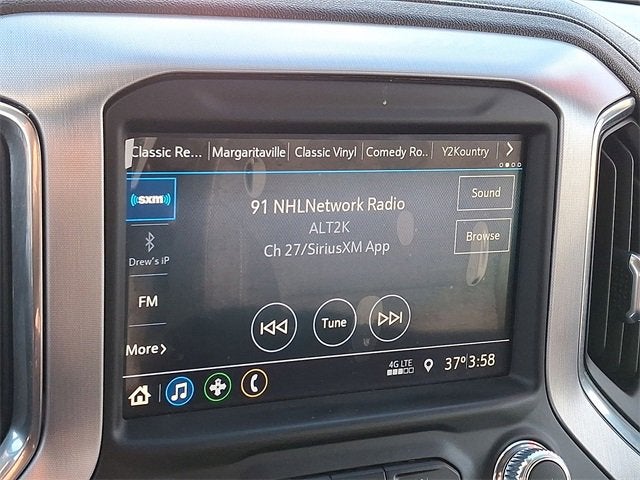 Classic Re... Margaritaville Classic Vinyl Comedy Ro.. Y2Kountry >
sxm
Drew's iP
FM
More>
91 NHLNetwork Radio
ALT2K
Ch 27/SiriusXM App
Sound
Browse
Tune
4G LTE
37° 3:58